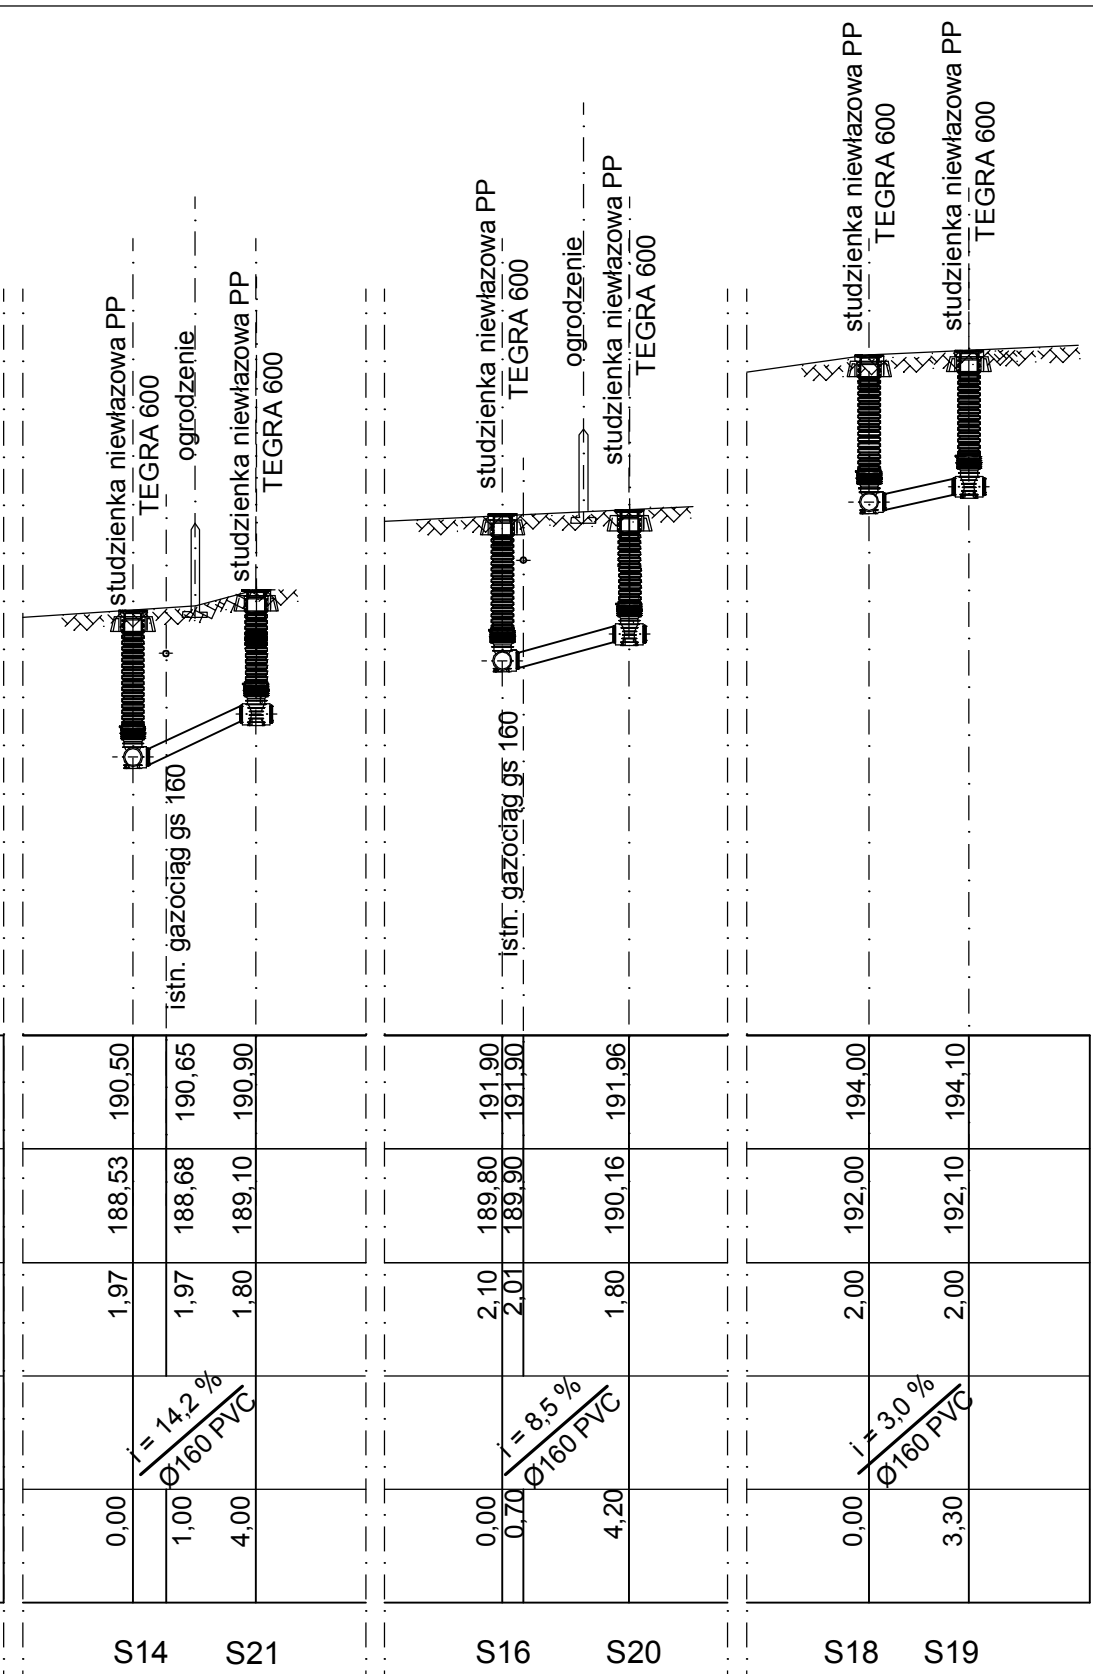 studzienka niewłazowa PP
TEGRA 600
ogrodzenie
studzienka niewłazowa PP
TEGRA 600
istn. gazociąg gs 160
studzienka niewłazowa PP
TEGRA 600
ogrodzenie
studzienka niewłazowa PP
TEGRA 600
istn. gazociąg gs 160
studzienka niewłazowa PP
TEGRA 600
studzienka niewłazowa PP
TEGRA 600
190,50
190,65
190,90
191,90
191,90
191,96
194,00
194,10
188,53
188,68
189,10
189,80
189,90
190,16
192,00
192,10
1,97
1,97
1,80
2,10
2,01
1,80
2,00
2,00
i = 14,2 %
Ø160 PVC
i = 8,5 %
Ø160 PVC
i = 3,0 %
Ø160 PVC
0,00
1,00
4,00
0,00
0,70
4,20
0,00
3,30
S14
S21
S16
S20
S18
S19